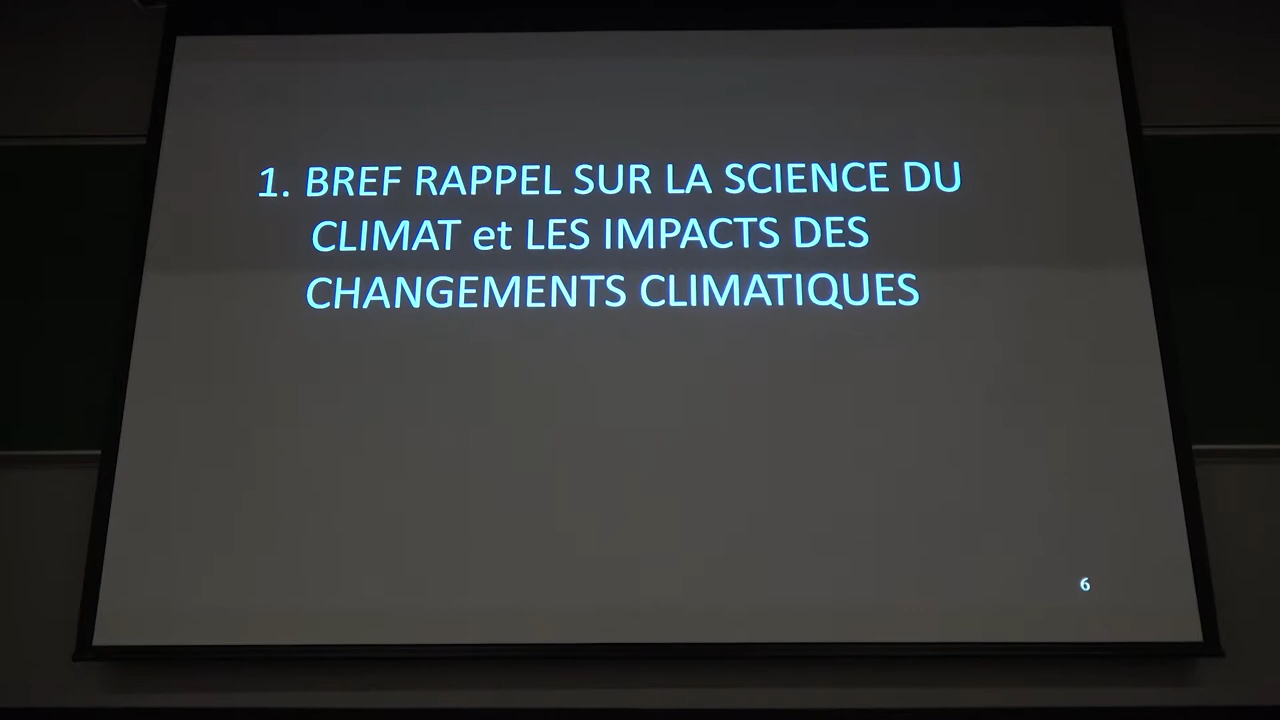 1. BREF RAPPEL SUR LA SCIENCE DU
CLIMAT et LES IMPACTS DES
CHANGEMENTS CLIMATIQUES
6